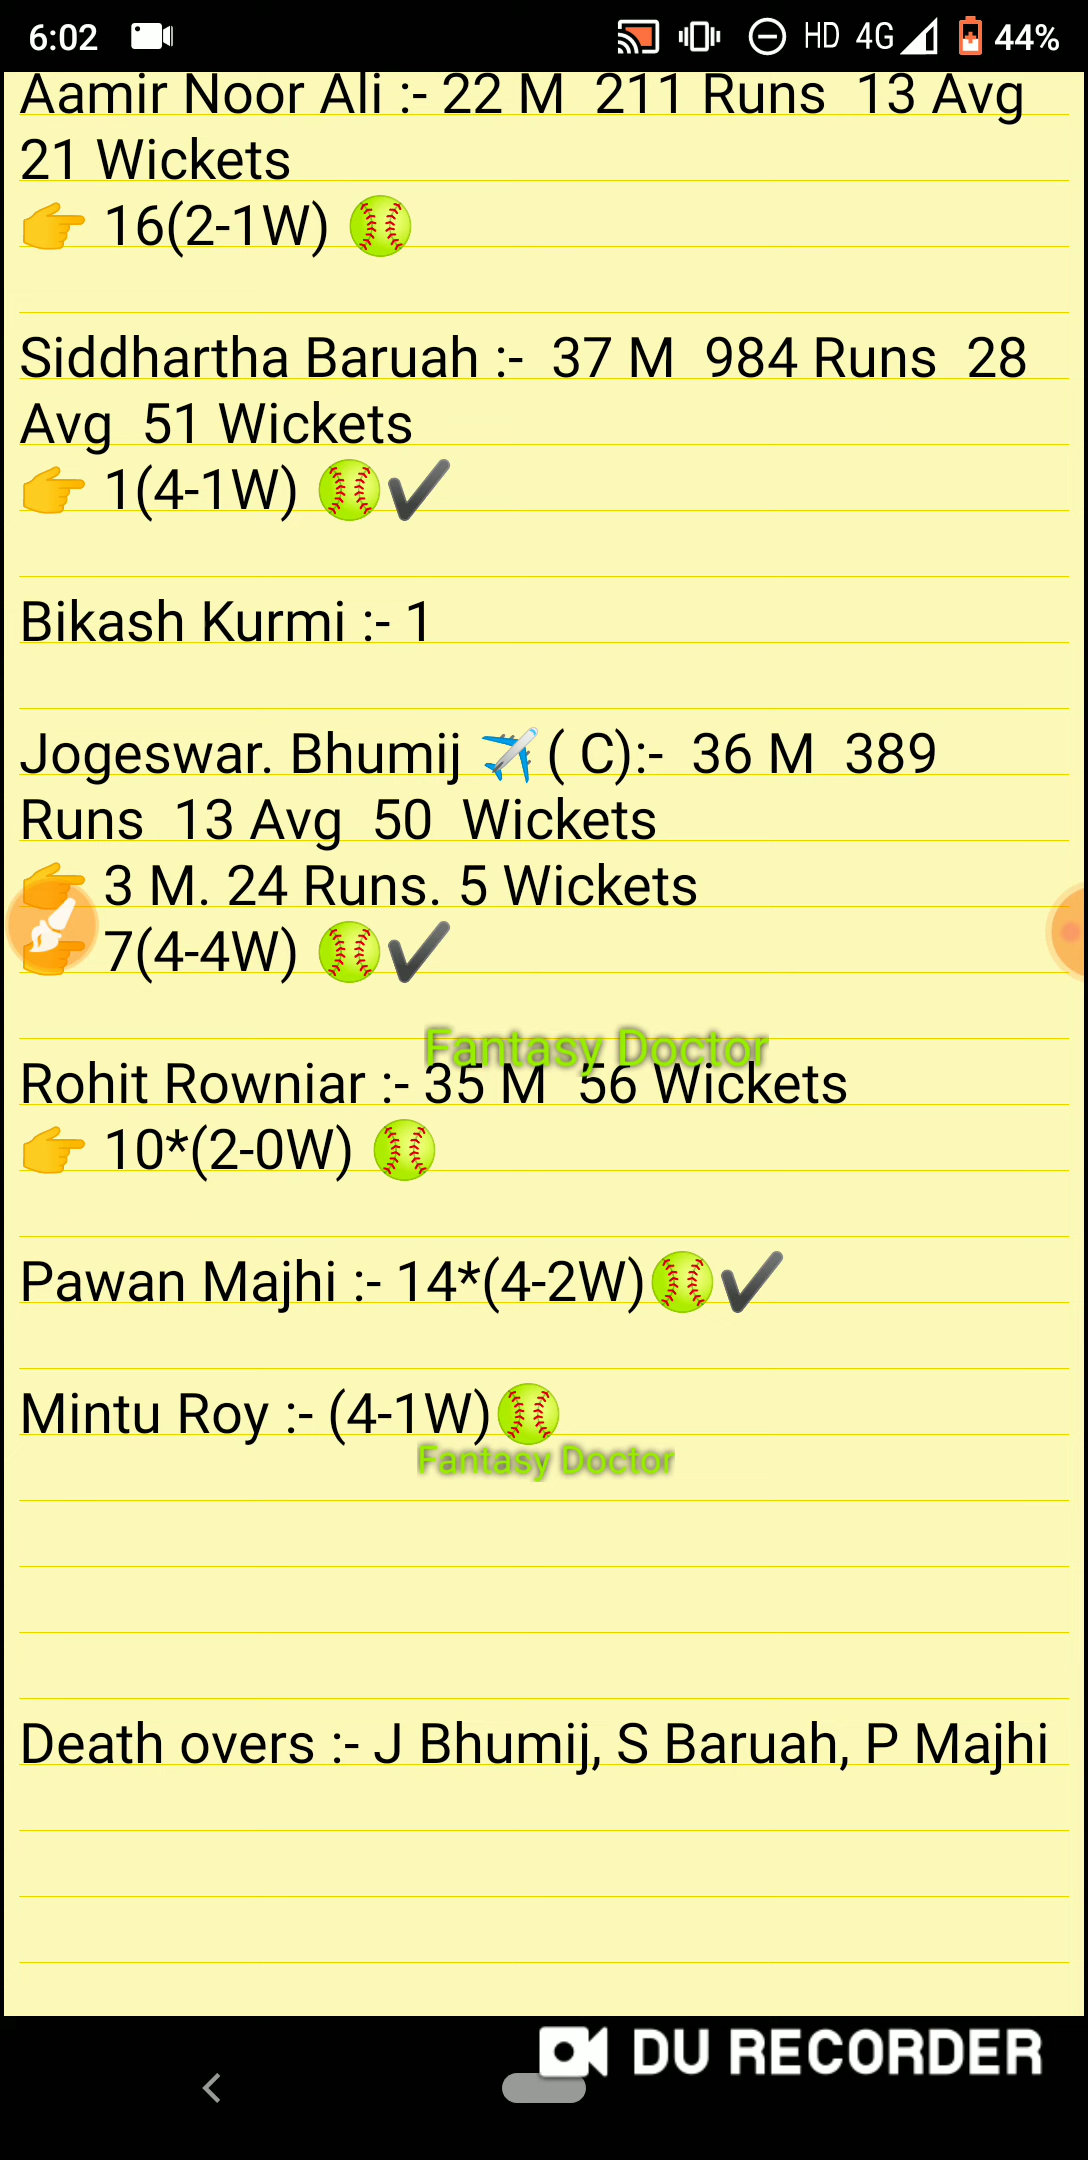 6:02 HD 4G 44%
Aamir Noor Ali :- 22 M 211 Runs 13 Avg
21 Wickets
👉 16(2-1W) 🥎
Siddhartha Baruah :- 37 M 984 Runs 28
Avg 51 Wickets
👉 1(4-1W) 🥎✔️
Bikash Kurmi :- 1
Jogeswar. Bhumij ✈️( C):- 36 M 389
Runs 13 Avg 50 Wickets
👉 3 M. 24 Runs. 5 Wickets
👉 7(4-4W) 🥎✔️
Fantasy Doctor
Rohit Rowniar :- 35 M 56 Wickets
👉 10*(2-0W) 🥎
Pawan Majhi :- 14*(4-2W)🥎✔️
Mintu Roy :- (4-1W)🥎
Fantasy Doctor
Death overs :- J Bhumij, S Baruah, P Majhi
DU RECORDER